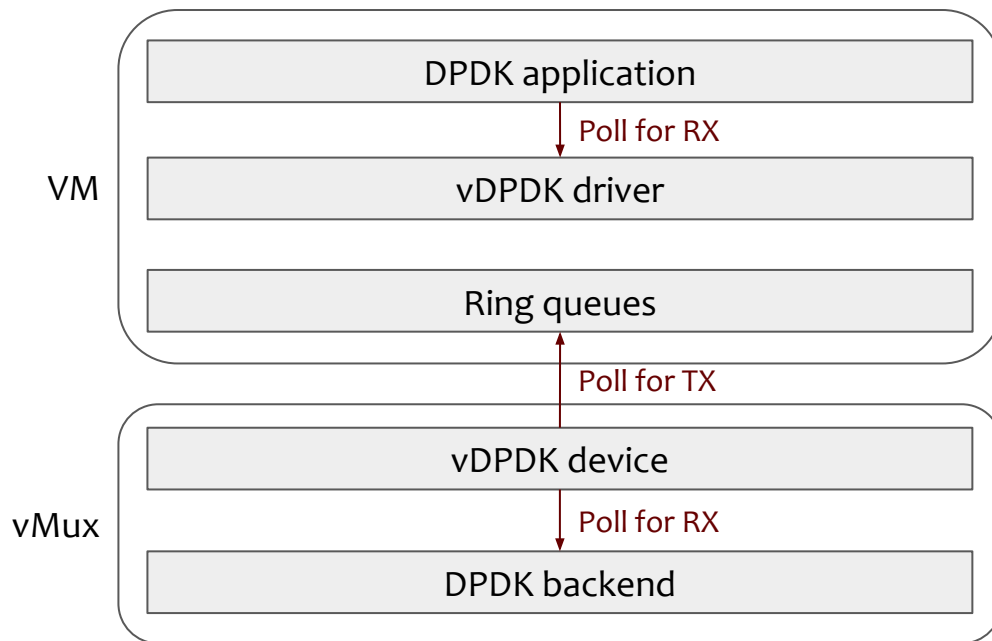 DPDK application
Poll for RX
VM
vDPDK driver
Ring queues
Poll for TX
vDPDK device
vMux
Poll for RX
DPDK backend